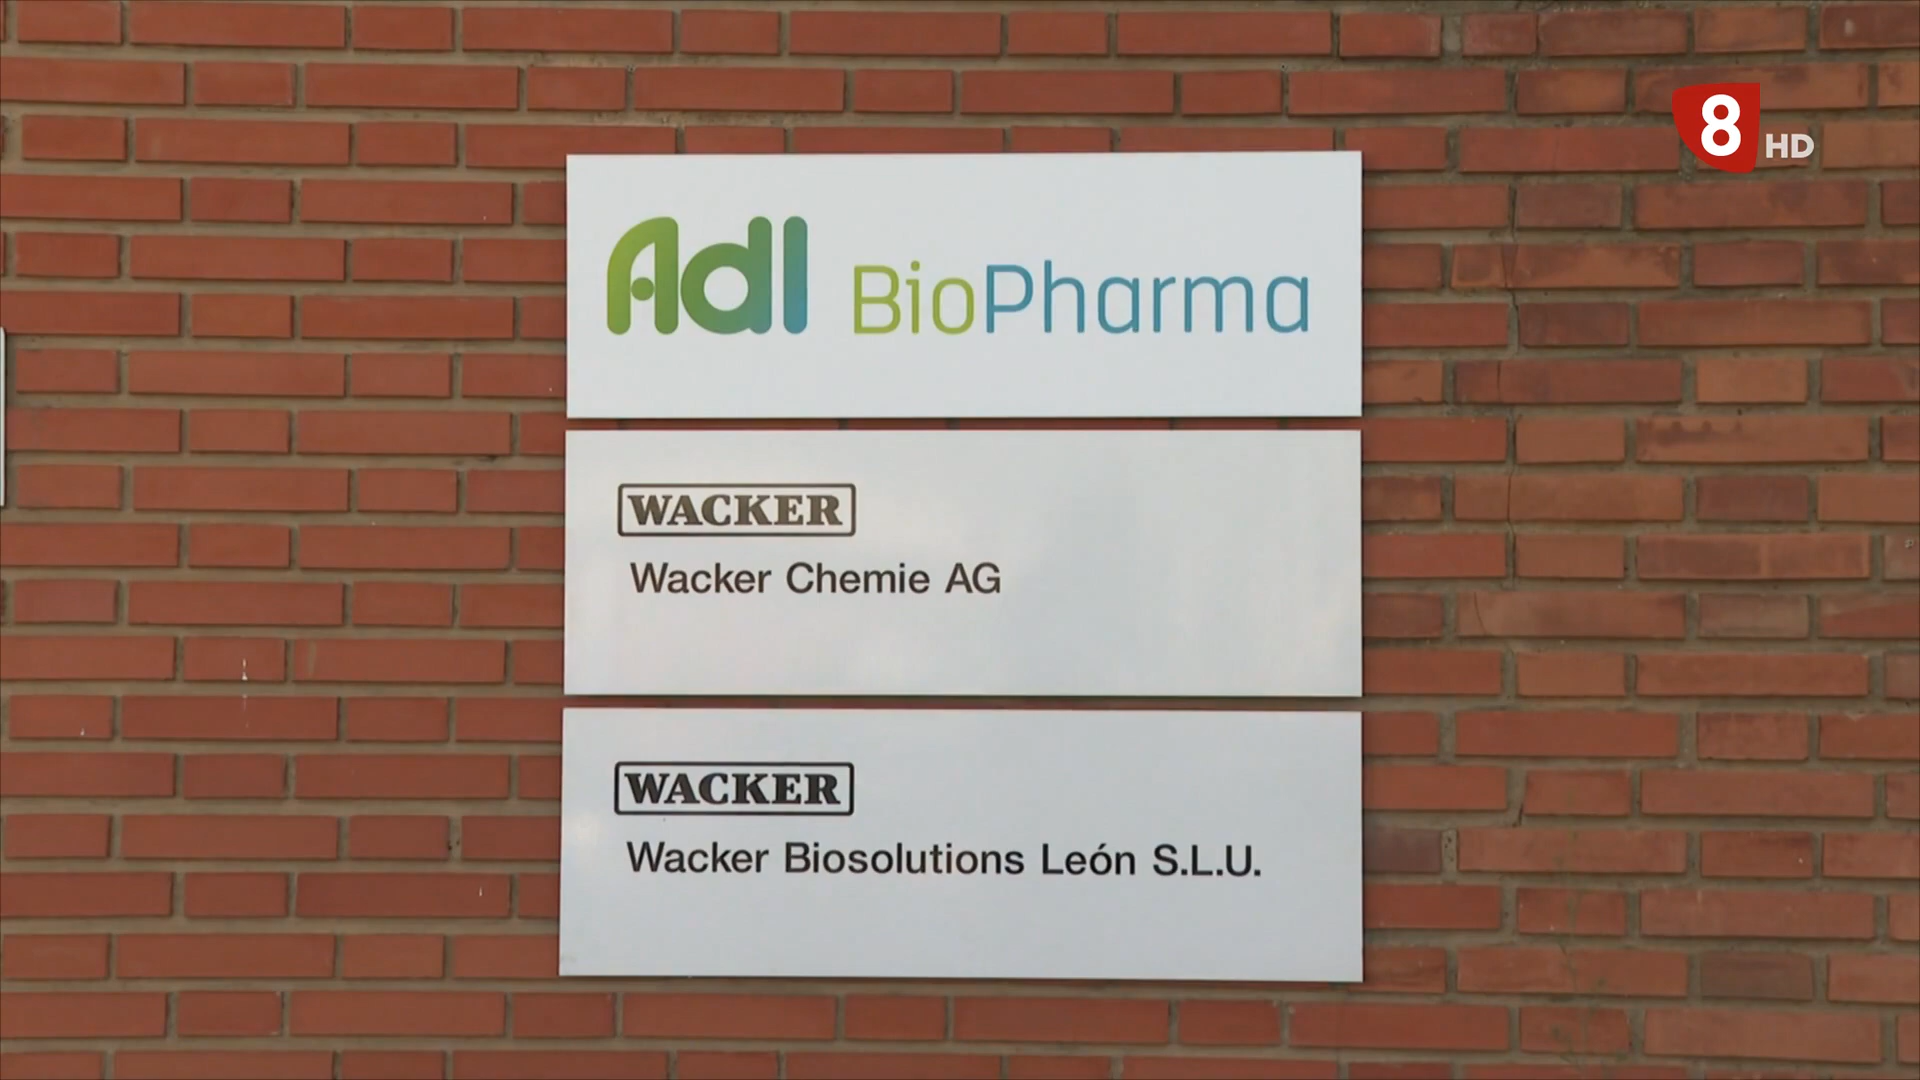 8 HD
Adl BioPharma
WACKER
Wacker Chemie AG
WACKER
Wacker Biosolutions León S.L.U.